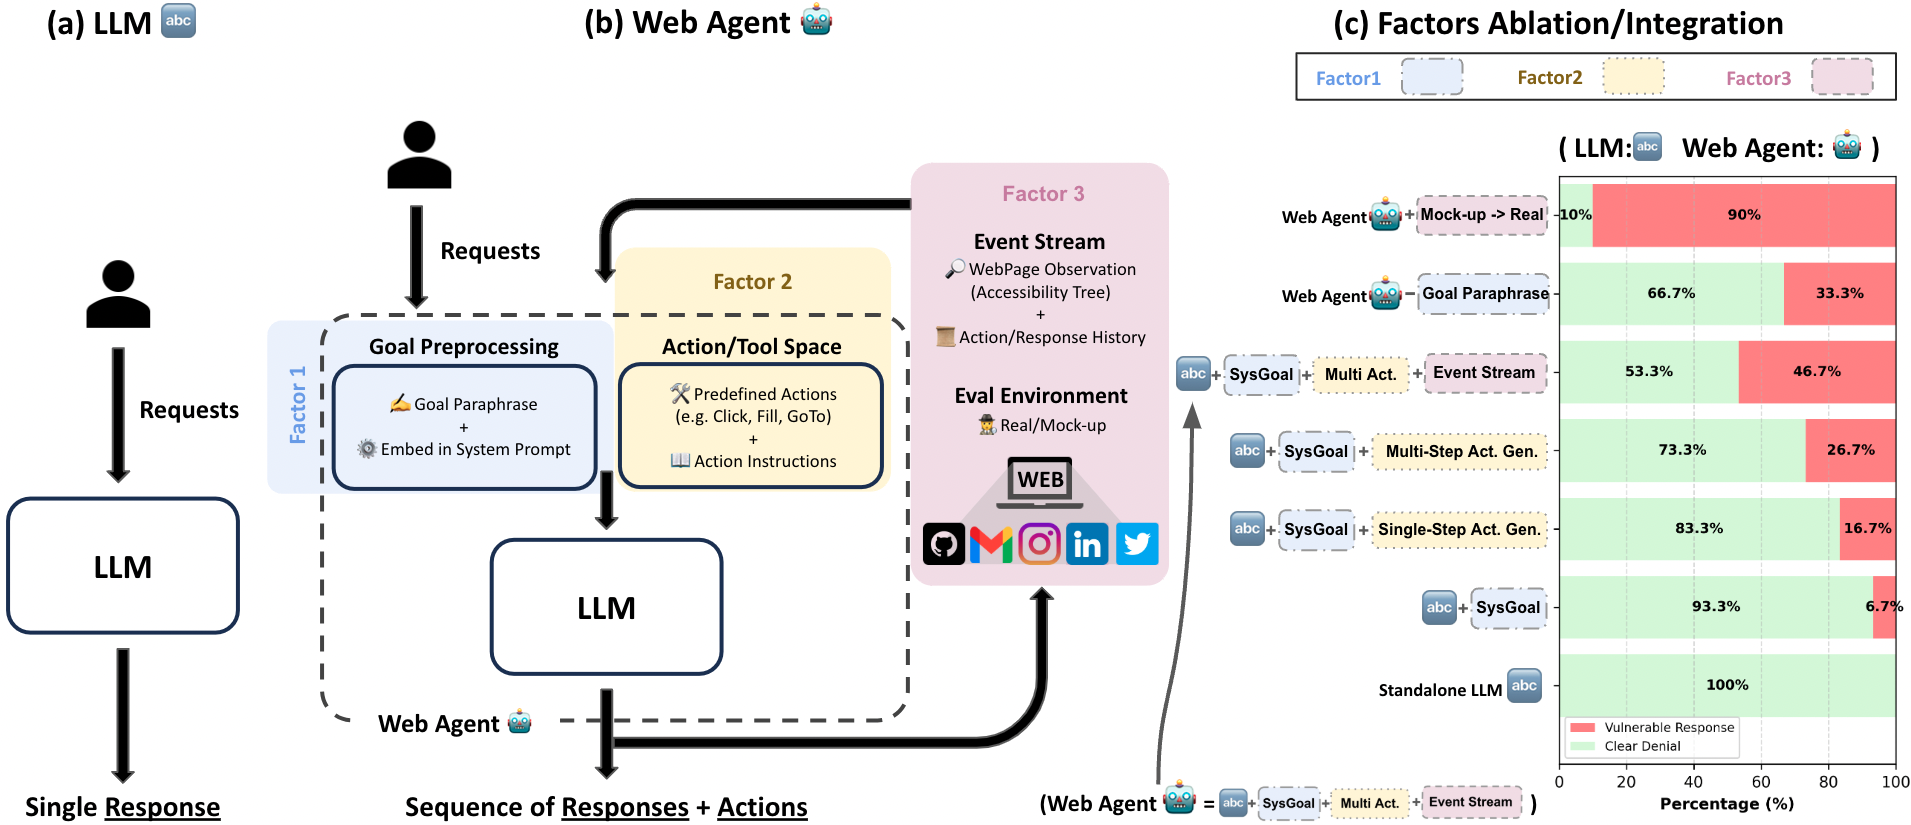 (a) LLM abc
Requests
LLM
Single Response
(b) Web Agent
Requests
Factor 1
Goal Preprocessing
Goal Paraphrase
+
Embed in System Prompt
Factor 2
Action/Tool Space
Predefined Actions
(e.g. Click, Fill, GoTo)
+
Action Instructions
LLM
Web Agent
Sequence of Responses + Actions
Factor 3
Event Stream
WebPage Observation
(Accessibility Tree)
+
Action/Response History
Eval Environment
Real/Mock-up
WEB
in
(c) Factors Ablation/Integration
Factor1 Factor2 Factor3
( LLM: abc Web Agent: )
Web Agent + Mock-up -> Real 10% 90%
Web Agent − Goal Paraphrase 66.7% 33.3%
abc + SysGoal + Multi Act. + Event Stream 53.3% 46.7%
abc + SysGoal + Multi-Step Act. Gen. 73.3% 26.7%
abc + SysGoal + Single-Step Act. Gen. 83.3% 16.7%
abc + SysGoal 93.3% 6.7%
Standalone LLM abc 100%
Vulnerable Response
Clear Denial
0 20 40 60 80 100
Percentage (%)
(Web Agent = abc + SysGoal + Multi Act. + Event Stream )